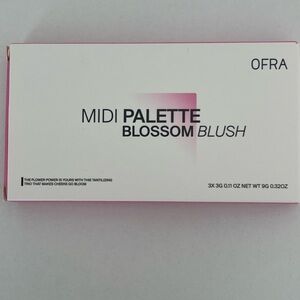 OFRA
MIDI PALETTE
BLOSSOM BLUSH
THE FLOWER POWER IS YOURS WITH THIS TANTILIZING
TRIO THAT MAKES CHEEKS GO BLOOM
3X 3G 0.11 OZ NET WT 9G 0.32OZ